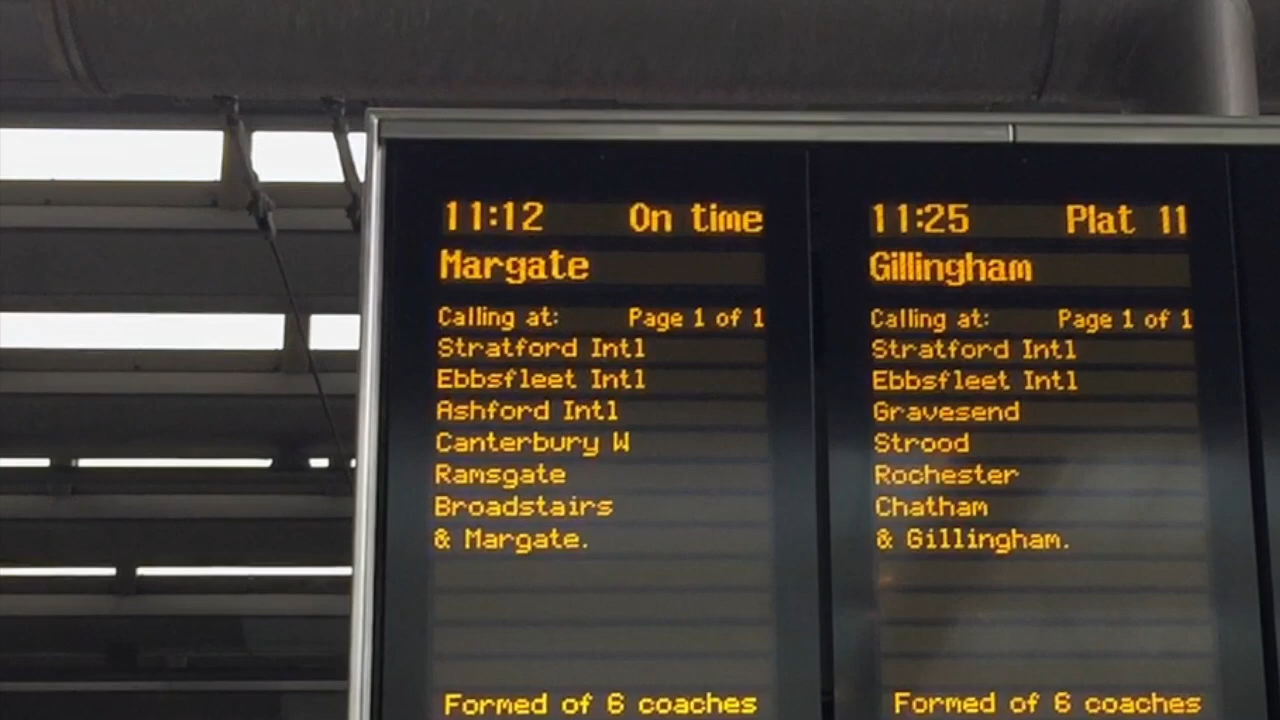 11:12 On time
Margate
Calling at: Page 1 of 1
Stratford Intl
Ebbsfleet Intl
Ashford Intl
Canterbury W
Ramsgate
Broadstairs
& Margate.
Formed of 6 coaches
11:25 Plat 11
Gillingham
Calling at: Page 1 of 1
Stratford Intl
Ebbsfleet Intl
Gravesend
Strood
Rochester
Chatham
& Gillingham.
Formed of 6 coaches